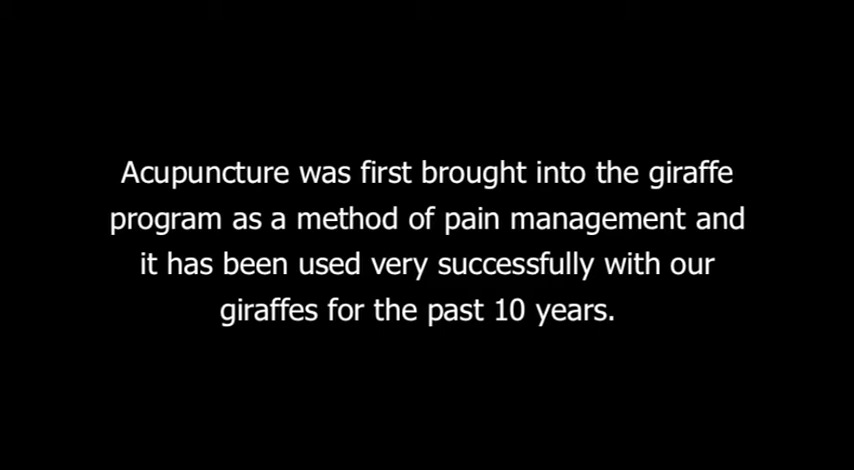 Acupuncture was first brought into the giraffe
program as a method of pain management and
it has been used very successfully with our
giraffes for the past 10 years.